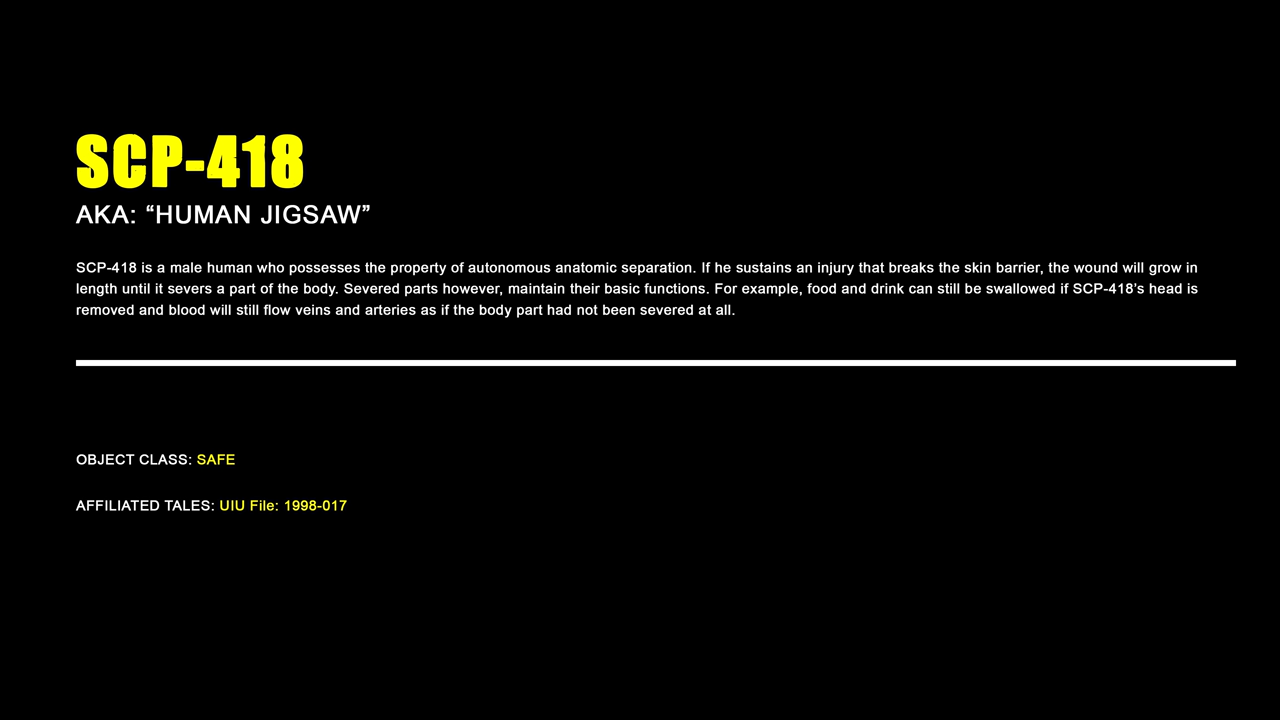 SCP-418
AKA: “HUMAN JIGSAW”
SCP-418 is a male human who possesses the property of autonomous anatomic separation. If he sustains an injury that breaks the skin barrier, the wound will grow in
length until it severs a part of the body. Severed parts however, maintain their basic functions. For example, food and drink can still be swallowed if SCP-418’s head is
removed and blood will still flow veins and arteries as if the body part had not been severed at all.
OBJECT CLASS: SAFE
AFFILIATED TALES: UIU File: 1998-017